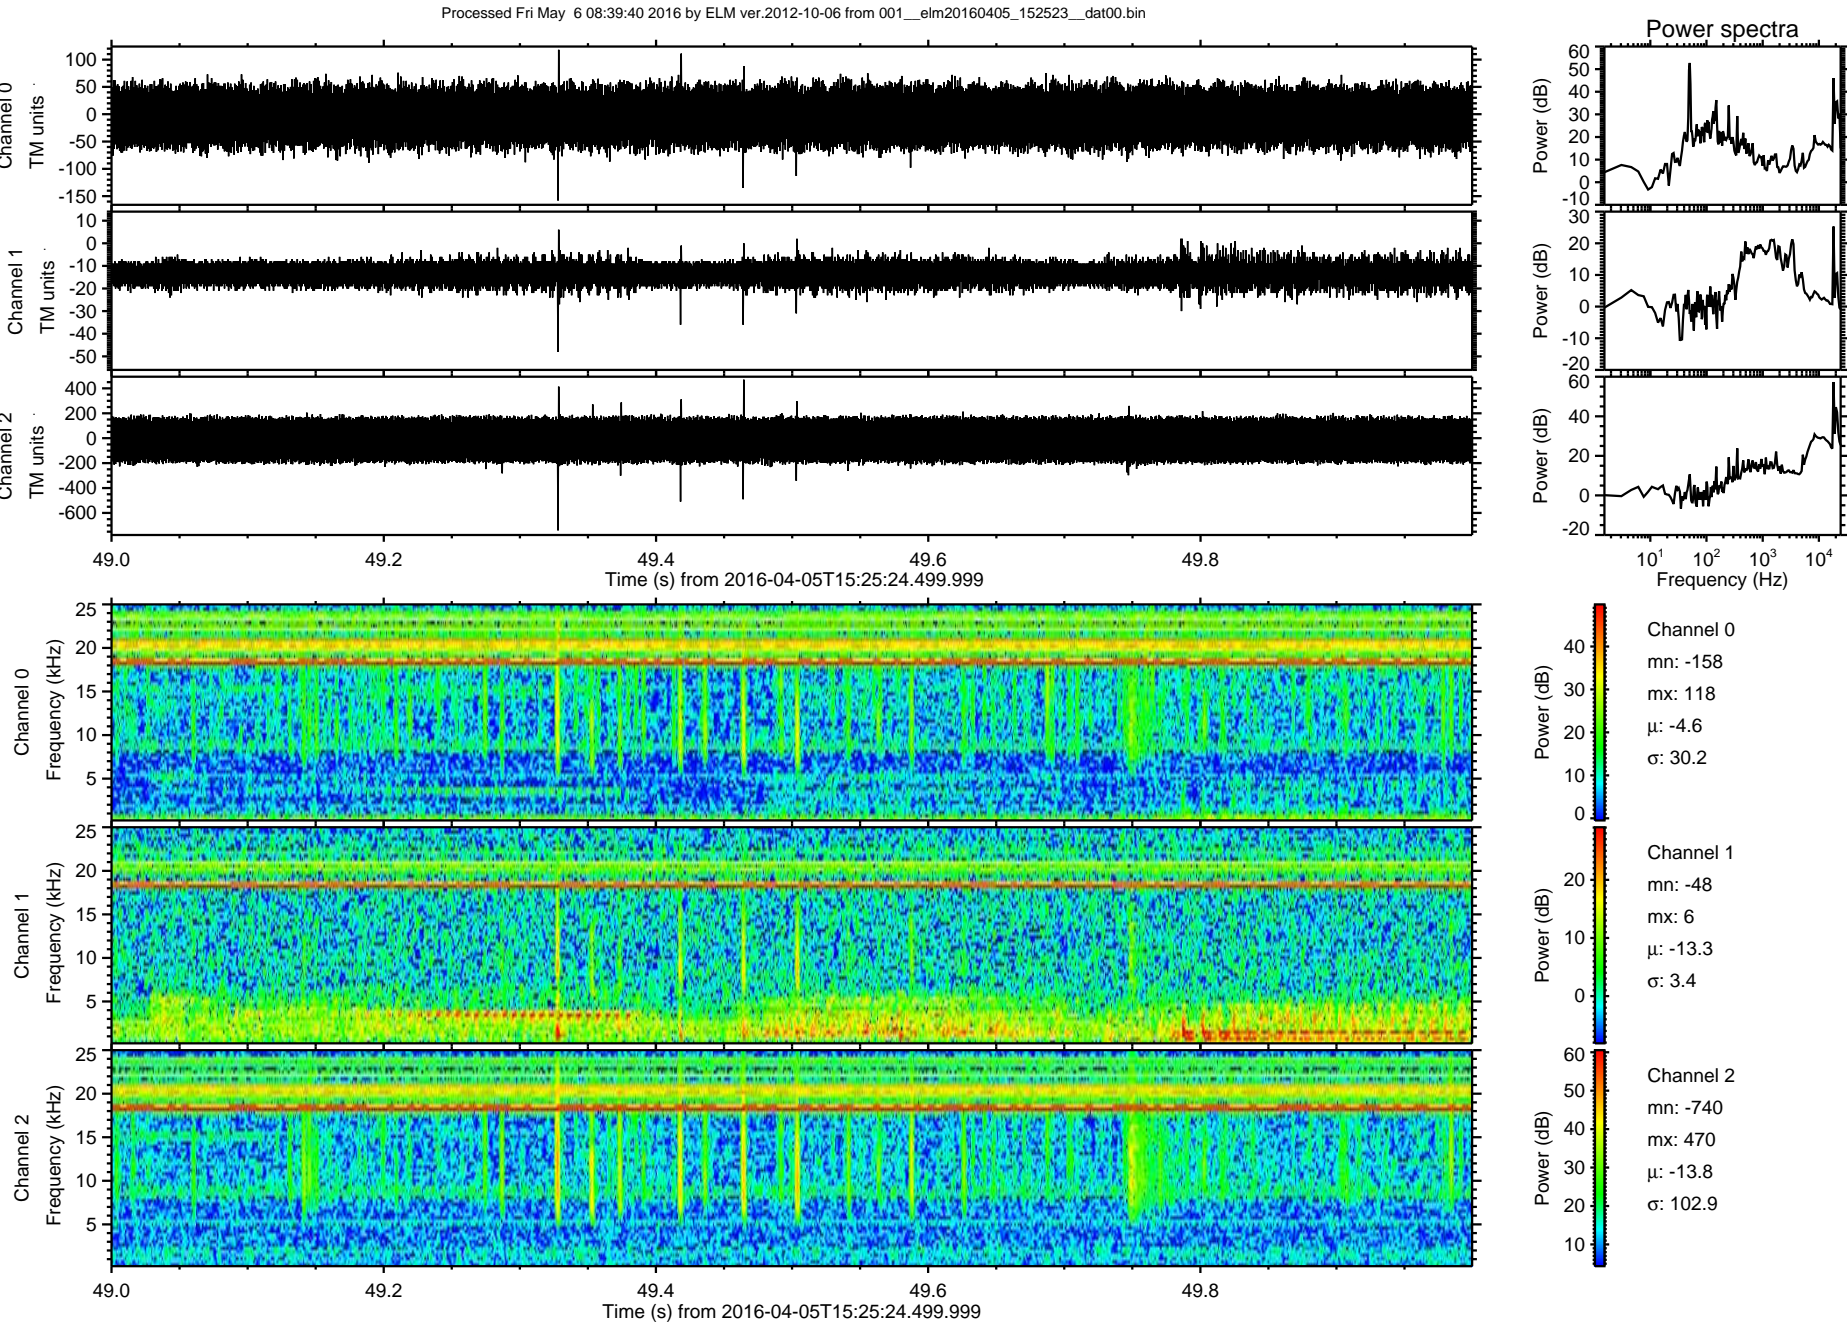 Processed Fri May  6 08:39:40 2016 by ELM ver.2012-10-06 from 001__elm20160405_152523__dat00.bin
Power spectra
Channel 0
TM units
100
50
0
-50
-100
-150
Power (dB)
60
50
40
30
20
10
0
-10
Channel 1
TM units
10
0
-10
-20
-30
-40
-50
Power (dB)
30
20
10
0
-10
-20
Channel 2
TM units
400
200
0
-200
-400
-600
Power (dB)
60
40
20
0
-20
49.0 49.2 49.4 49.6 49.8
Time (s) from 2016-04-05T15:25:24.499.999
10¹ 10² 10³ 10⁴
Frequency (Hz)
Channel 0
Frequency (kHz)
25
20
15
10
5
Power (dB)
40
30
20
10
0
Channel 0
mn: -158
mx: 118
μ: -4.6
σ: 30.2
Channel 1
Frequency (kHz)
25
20
15
10
5
Power (dB)
20
10
0
Channel 1
mn: -48
mx: 6
μ: -13.3
σ: 3.4
Channel 2
Frequency (kHz)
25
20
15
10
5
Power (dB)
60
50
40
30
20
10
Channel 2
mn: -740
mx: 470
μ: -13.8
σ: 102.9
49.0 49.2 49.4 49.6 49.8
Time (s) from 2016-04-05T15:25:24.499.999